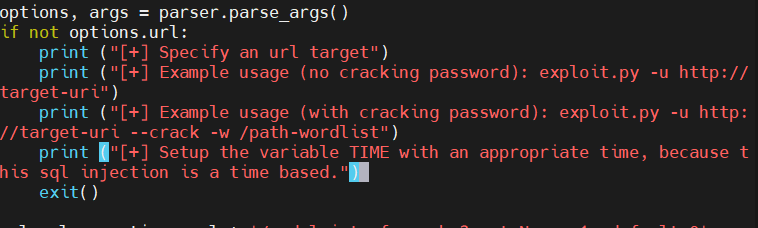 options, args = parser.parse_args()
if not options.url:
    print ("[+] Specify an url target")
    print ("[+] Example usage (no cracking password): exploit.py -u http://
target-uri")
    print ("[+] Example usage (with cracking password): exploit.py -u http:
//target-uri --crack -w /path-wordlist")
    print ("[+] Setup the variable TIME with an appropriate time, because t
his sql injection is a time based.")
    exit()